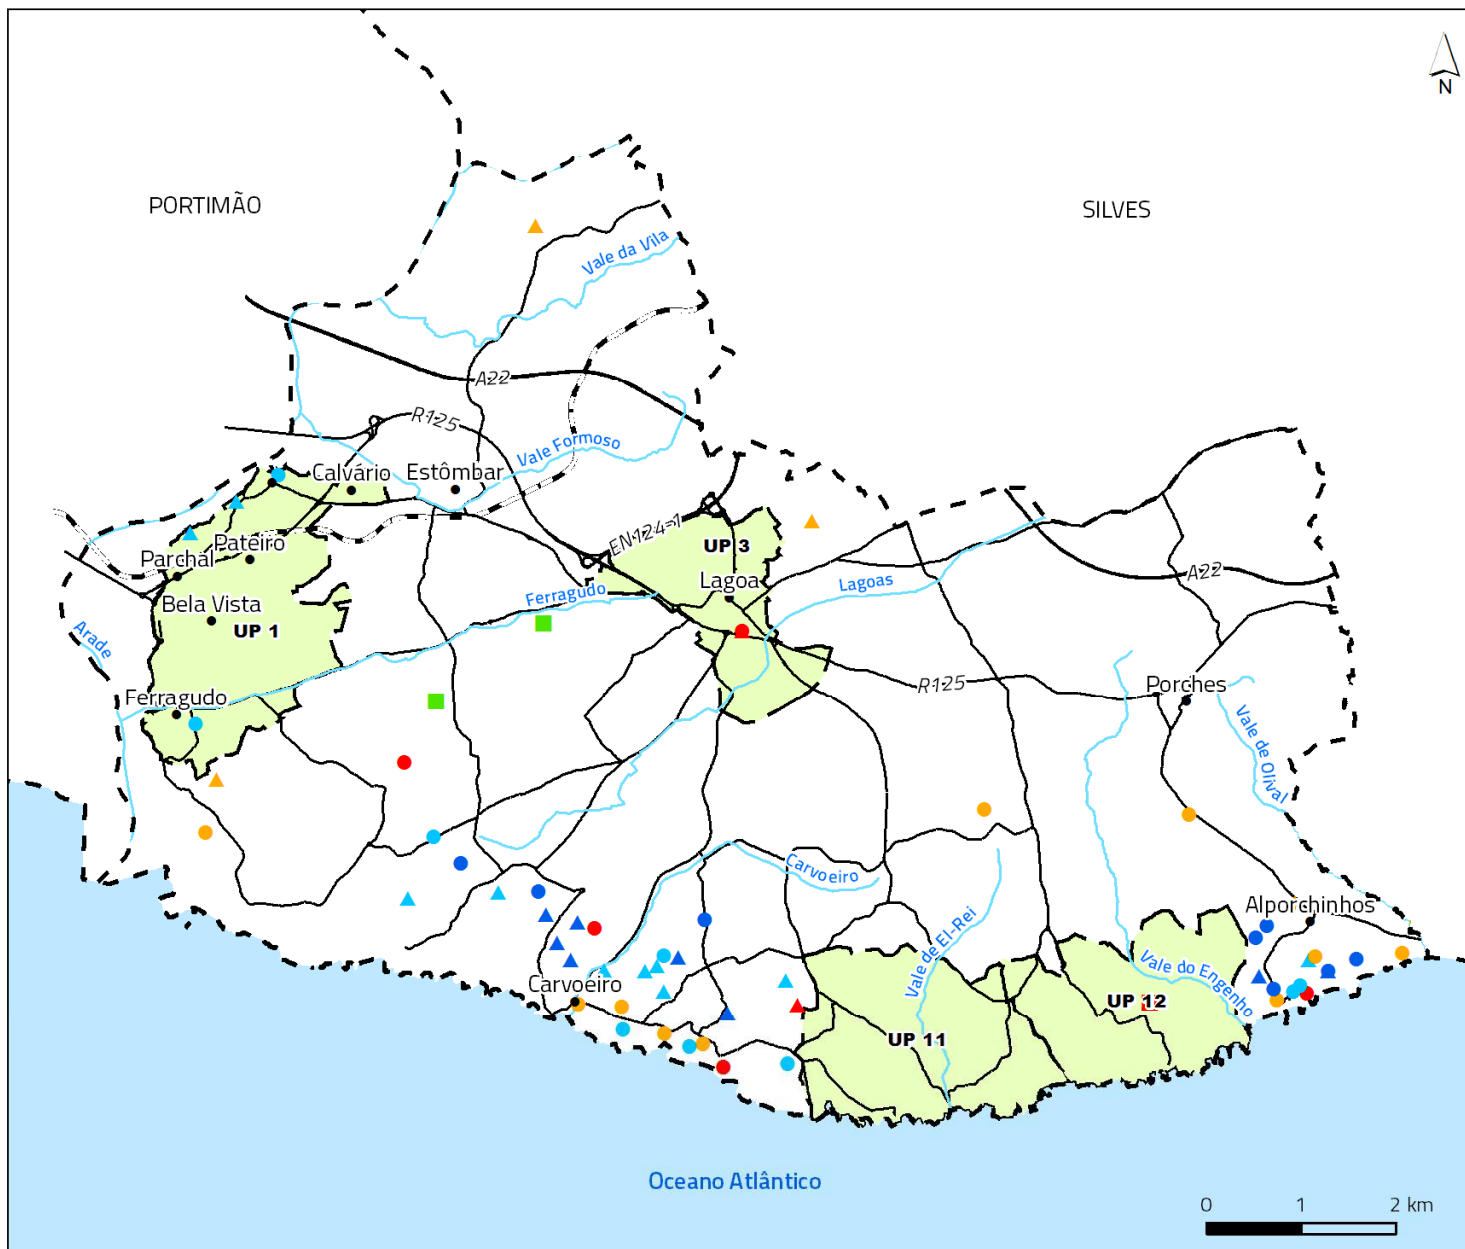 N
PORTIMÃO
SILVES
Vale da Vila
A22
R125
Vale Formoso
Calvário
Estômbar
EN124-1
UP 3
Parchal
Pateiro
Lagoa
Lagoas
A22
Ferragudo
Bela Vista
UP 1
Arade
R125
Porches
Ferragudo
Vale de Olival
Carvoeiro
Alporchinhos
Vale de El-Rei
Vale do Engenho
Carvoeiro
UP 12
UP 11
Oceano Atlântico
0 1 2 km